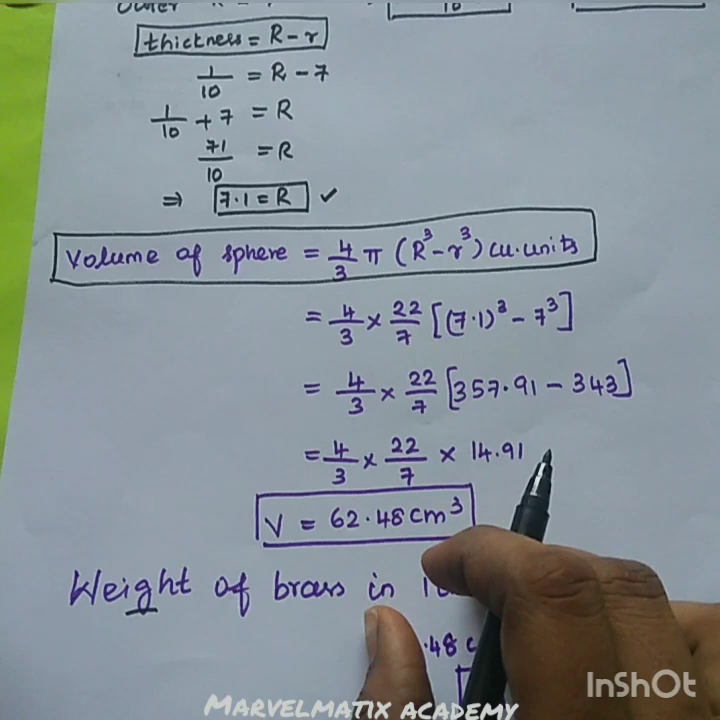 thickness = R - r
1/10 = R - 7
1/10 + 7 = R
71/10 = R
⇒ 7.1 = R ✓
Volume of sphere = 4/3 π (R³ - r³) cu.units
= 4/3 × 22/7 [(7.1)³ - 7³]
= 4/3 × 22/7 [357.91 - 343]
= 4/3 × 22/7 × 14.91
V = 62.48 cm³
Weight of brass in
.48 c
InShOt
MARVELMATIX ACADEMY